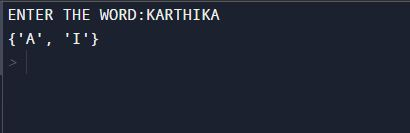 ENTER THE WORD:KARTHIKA
{'A', 'I'}
>